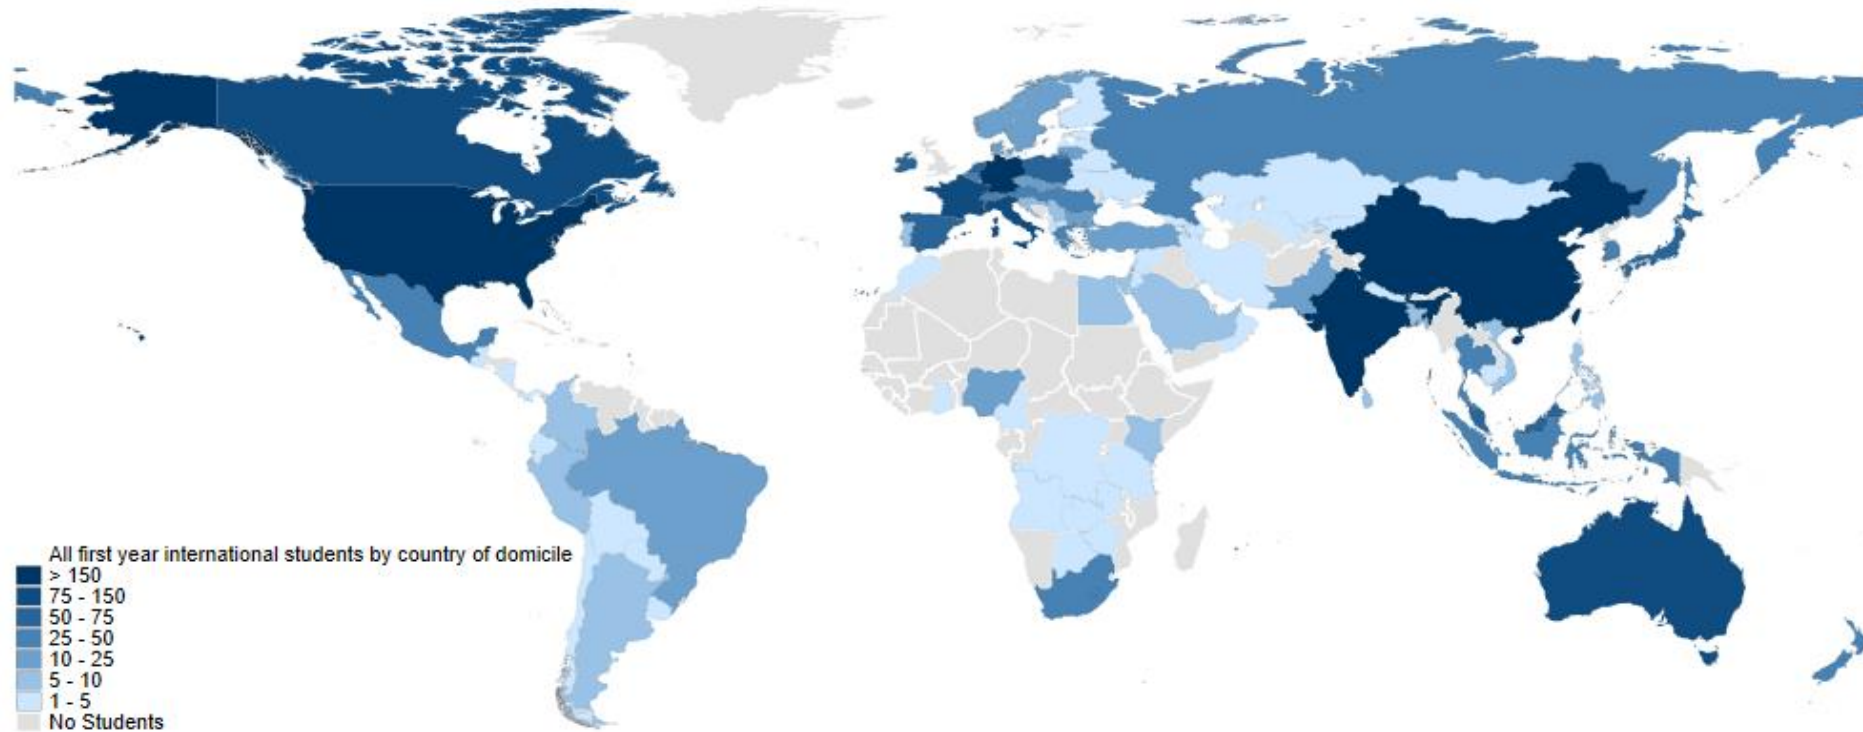 All first year international students by country of domicile
> 150
75 - 150
50 - 75
25 - 50
10 - 25
5 - 10
1 - 5
No Students